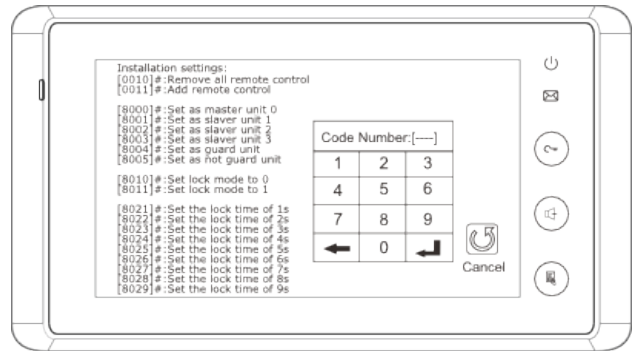 Installation settings:
[0010]#:Remove all remote control
[0011]#:Add remote control
[8000]#:Set as master unit 0
[8001]#:Set as slaver unit 1
[8002]#:Set as slaver unit 2
[8003]#:Set as slaver unit 3
[8004]#:Set as guard unit
[8005]#:Set as not guard unit
[8010]#:Set lock mode to 0
[8011]#:Set lock mode to 1
[8021]#:Set the lock time of 1s
[8022]#:Set the lock time of 2s
[8023]#:Set the lock time of 3s
[8024]#:Set the lock time of 4s
[8025]#:Set the lock time of 5s
[8026]#:Set the lock time of 6s
[8027]#:Set the lock time of 7s
[8028]#:Set the lock time of 8s
[8029]#:Set the lock time of 9s
Code Number:[----]
1 2 3
4 5 6
7 8 9
0
Cancel